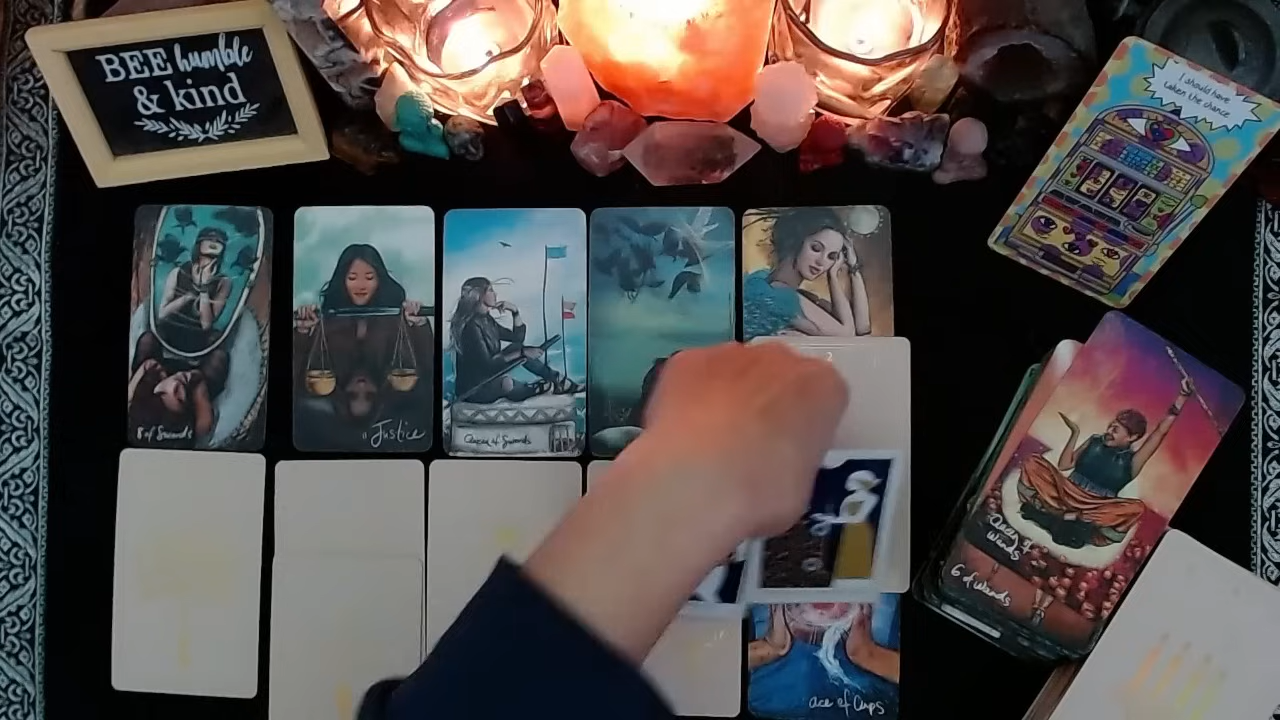 BEE humble
& kind
I should have
taken the chance
8 of Swords
11 Justice
Queen of Swords
Queen of
Wands
6 of Wands
ace of Cups